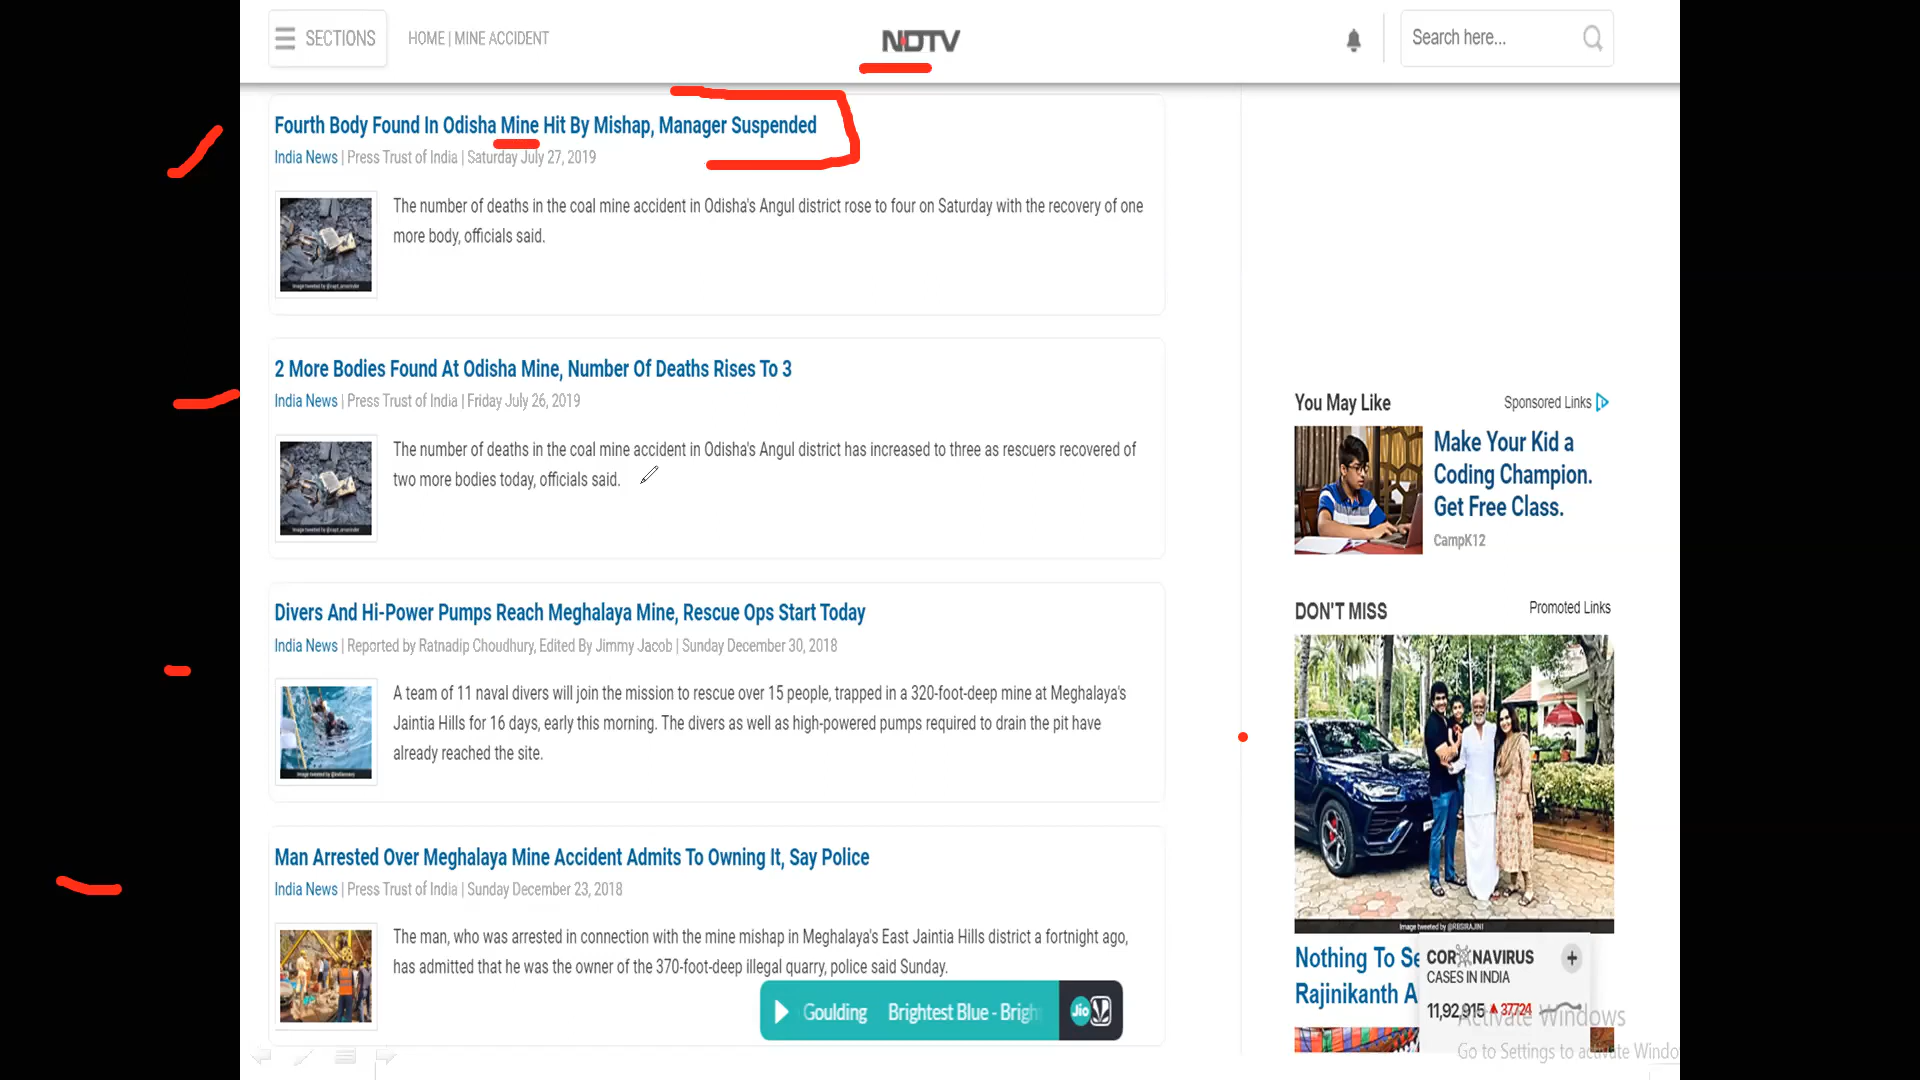 SECTIONS
HOME | MINE ACCIDENT
NDTV
Search here...
Fourth Body Found In Odisha Mine Hit By Mishap, Manager Suspended
India News | Press Trust of India | Saturday July 27, 2019
The number of deaths in the coal mine accident in Odisha's Angul district rose to four on Saturday with the recovery of one
more body, officials said.
2 More Bodies Found At Odisha Mine, Number Of Deaths Rises To 3
India News | Press Trust of India | Friday July 26, 2019
The number of deaths in the coal mine accident in Odisha's Angul district has increased to three as rescuers recovered of
two more bodies today, officials said.
Divers And Hi-Power Pumps Reach Meghalaya Mine, Rescue Ops Start Today
India News | Reported by Ratnadip Choudhury, Edited By Jimmy Jacob | Sunday December 30, 2018
A team of 11 naval divers will join the mission to rescue over 15 people, trapped in a 320-foot-deep mine at Meghalaya's
Jaintia Hills for 16 days, early this morning. The divers as well as high-powered pumps required to drain the pit have
already reached the site.
Man Arrested Over Meghalaya Mine Accident Admits To Owning It, Say Police
India News | Press Trust of India | Sunday December 23, 2018
The man, who was arrested in connection with the mine mishap in Meghalaya's East Jaintia Hills district a fortnight ago,
has admitted that he was the owner of the 370-foot-deep illegal quarry, police said Sunday.
Goulding Brightest Blue - Brigh
Jio
You May Like
Sponsored Links
Make Your Kid a
Coding Champion.
Get Free Class.
CampK12
DON'T MISS
Promoted Links
Image tweeted by @RBSIRAJINI
Nothing To Se
Rajinikanth A
CORONAVIRUS
CASES IN INDIA
11,92,915 37724
Activate Windows
Go to Settings to activate Windo